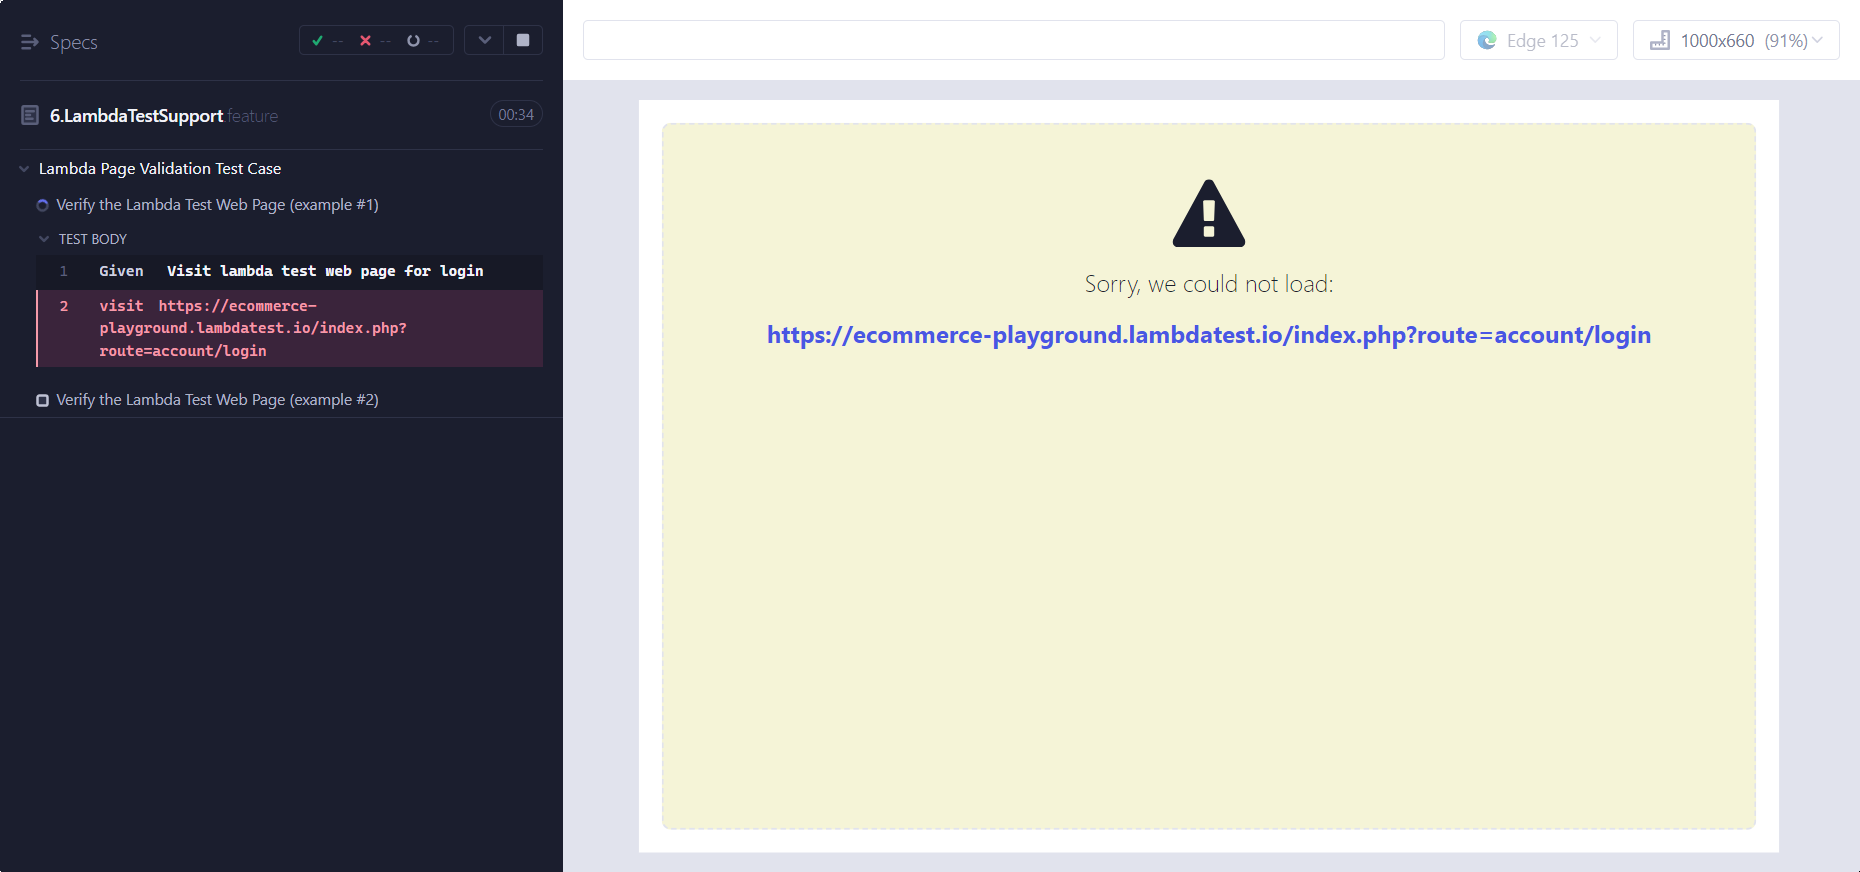 Specs
-- -- --
6.LambdaTestSupport.feature 00:34
Lambda Page Validation Test Case
Verify the Lambda Test Web Page (example #1)
TEST BODY
1 Given Visit lambda test web page for login
2 visit https://ecommerce-
playground.lambdatest.io/index.php?
route=account/login
Verify the Lambda Test Web Page (example #2)
Edge 125
1000x660 (91%)
Sorry, we could not load:
https://ecommerce-playground.lambdatest.io/index.php?route=account/login